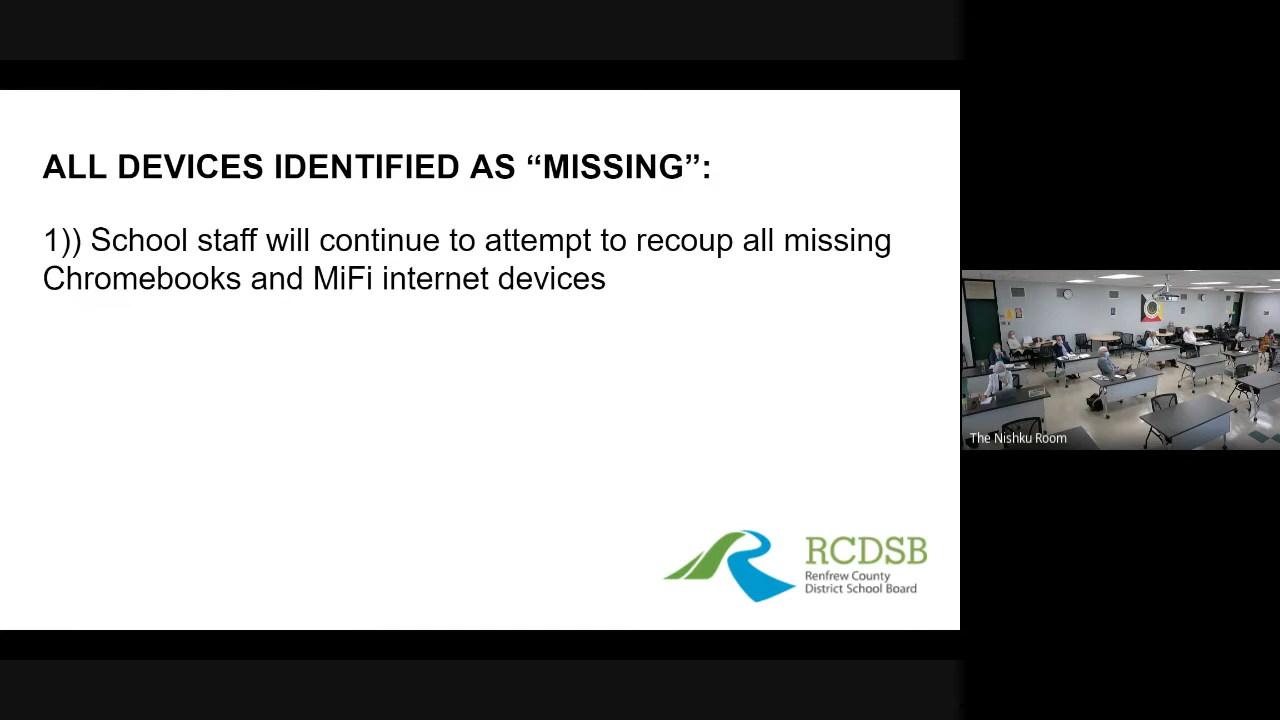 ALL DEVICES IDENTIFIED AS “MISSING”:
1)) School staff will continue to attempt to recoup all missing
Chromebooks and MiFi internet devices
RCDSB
Renfrew County
District School Board
The Nishku Room